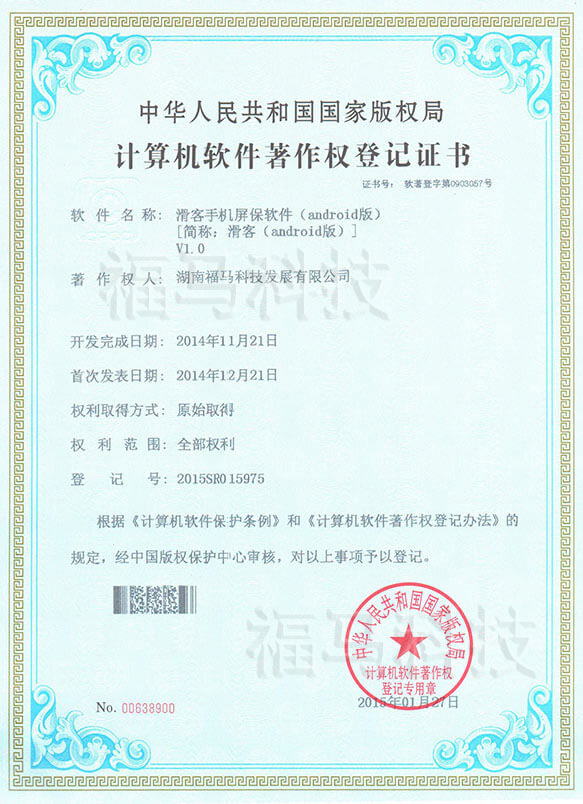 中华人民共和国国家版权局
计算机软件著作权登记证书
证书号： 软著登字第0903057号
软件名称： 滑客手机屏保软件（android版）
[简称：滑客（android版）]
V1.0
著作权人： 湖南福马科技发展有限公司
福马科技
开发完成日期： 2014年11月21日
首次发表日期： 2014年12月21日
权利取得方式： 原始取得
权利范围： 全部权利
登记号： 2015SR015975
根据《计算机软件保护条例》和《计算机软件著作权登记办法》的
规定，经中国版权保护中心审核，对以上事项予以登记。
福马科技
中华人民共和国国家版权局
计算机软件著作权
登记专用章
No. 00638900
2015年01月27日